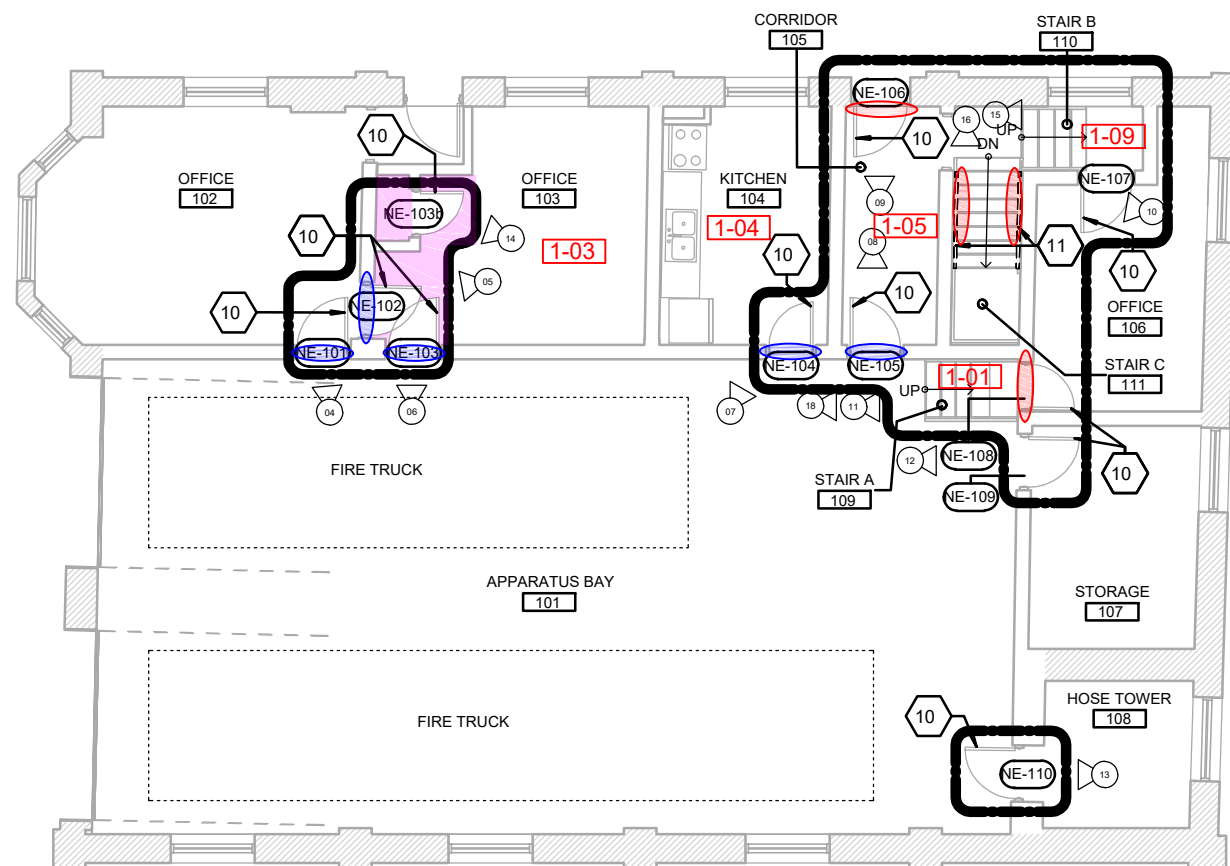 CORRIDOR
105
STAIR B
110
NE-106
10
16
15
UP
DN
1-09
10
10
OFFICE
102
OFFICE
103
KITCHEN
104
NE-107
NE-103b
09
10
14
1-03
1-04
1-05
08
11
10
10
05
10
10
10
NE-102
OFFICE
106
NE-101
NE-103
NE-104
NE-105
STAIR C
111
1-01
UP
04
06
07
18
11
12
NE-108
10
FIRE TRUCK
STAIR A
109
NE-109
APPARATUS BAY
101
STORAGE
107
HOSE TOWER
108
10
FIRE TRUCK
NE-110
13